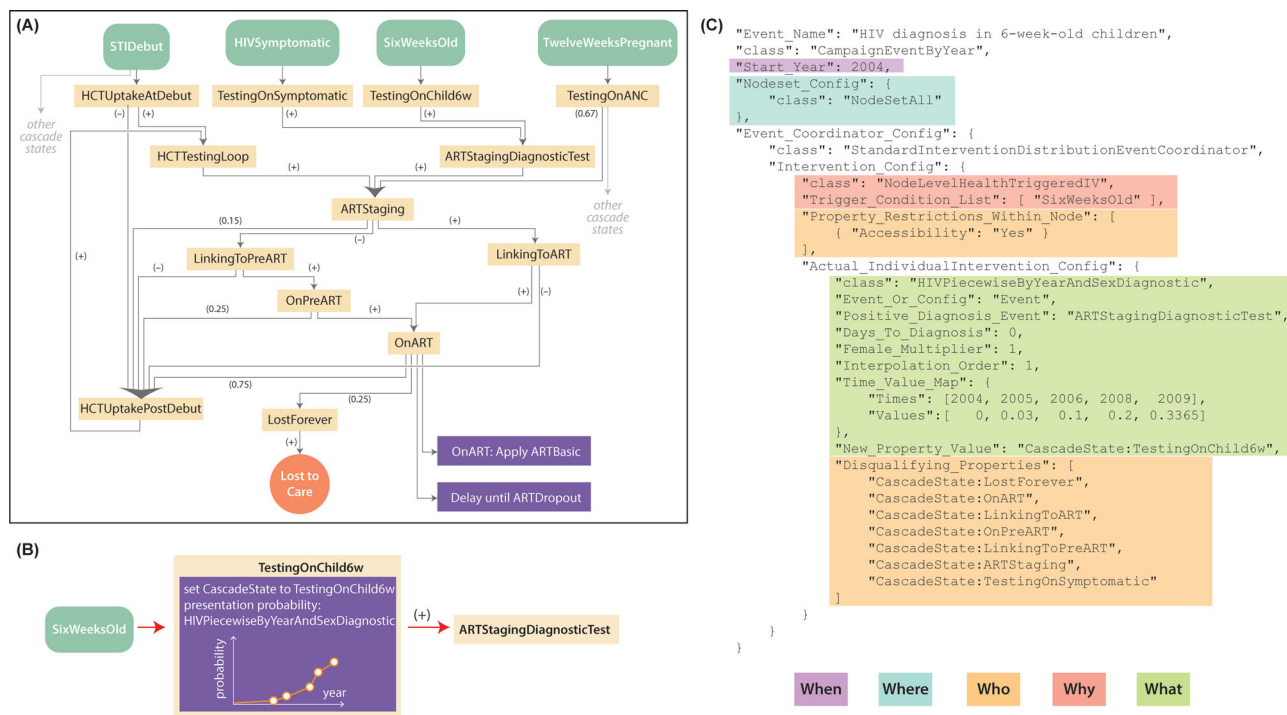 (A)
STIDebut
HIVSymptomatic
SixWeeksOld
TwelveWeeksPregnant
HCTUptakeAtDebut
TestingOnSymptomatic
TestingOnChild6w
TestingOnANC
(−)
(+)
(+)
(+)
(0.67)
other
cascade
states
HCTTestingLoop
ARTStagingDiagnosticTest
(+)
(+)
(+)
ARTStaging
other
cascade
states
(0.15)
(−)
(+)
LinkingToPreART
LinkingToART
(−)
(+)
OnPreART
(+)
(−)
(0.25)
(+)
OnART
(0.75)
HCTUptakePostDebut
(0.25)
LostForever
(+)
OnART: Apply ARTBasic
Lost to
Care
Delay until ARTDropout
(B)
TestingOnChild6w
set CascadeState to TestingOnChild6w
presentation probability:
HIVPiecewiseByYearAndSexDiagnostic
SixWeeksOld
probability
year
(+)
ARTStagingDiagnosticTest
(C)
"Event_Name": "HIV diagnosis in 6-week-old children",
"class": "CampaignEventByYear",
"Start_Year": 2004,
"Nodeset_Config": {
"class": "NodeSetAll"
},
"Event_Coordinator_Config": {
"class": "StandardInterventionDistributionEventCoordinator",
"Intervention_Config": {
"class": "NodeLevelHealthTriggeredIV",
"Trigger_Condition_List": [ "SixWeeksOld" ],
"Property_Restrictions_Within_Node": [
{ "Accessibility": "Yes" }
],
"Actual_IndividualIntervention_Config": {
"class": "HIVPiecewiseByYearAndSexDiagnostic",
"Event_Or_Config": "Event",
"Positive_Diagnosis_Event": "ARTStagingDiagnosticTest",
"Days_To_Diagnosis": 0,
"Female_Multiplier": 1,
"Interpolation_Order": 1,
"Time_Value_Map": {
"Times": [2004, 2005, 2006, 2008, 2009],
"Values":[ 0, 0.03, 0.1, 0.2, 0.3365]
},
"New_Property_Value": "CascadeState:TestingOnChild6w",
"Disqualifying_Properties": [
"CascadeState:LostForever",
"CascadeState:OnART",
"CascadeState:LinkingToART",
"CascadeState:OnPreART",
"CascadeState:LinkingToPreART",
"CascadeState:ARTStaging",
"CascadeState:TestingOnSymptomatic"
]
}
}
}
When
Where
Who
Why
What